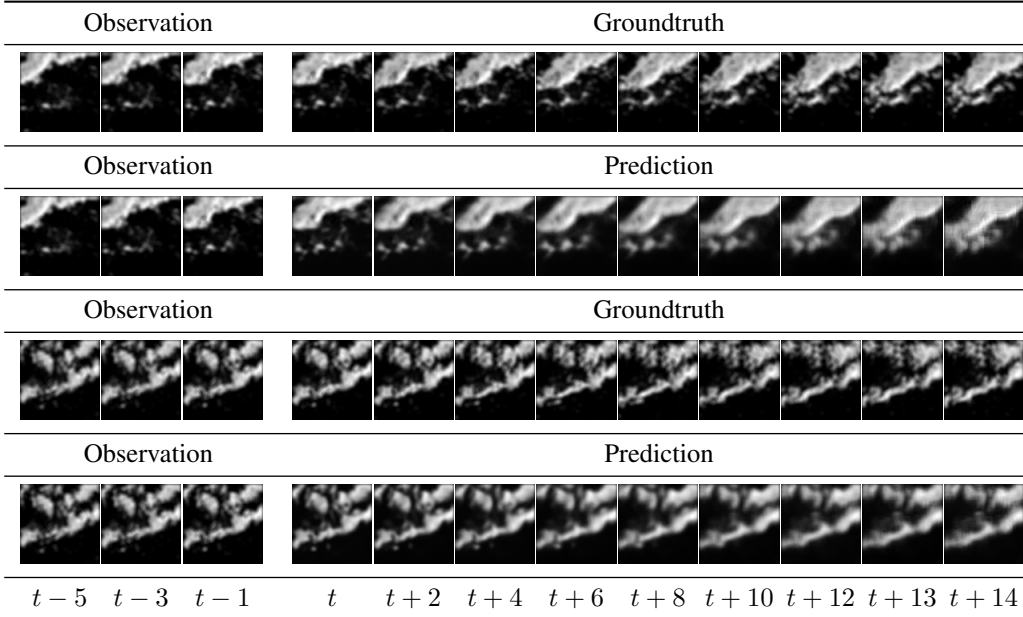 Observation Groundtruth
Observation Prediction
Observation Groundtruth
Observation Prediction
t − 5 t − 3 t − 1 t t + 2 t + 4 t + 6 t + 8 t + 10 t + 12 t + 13 t + 14